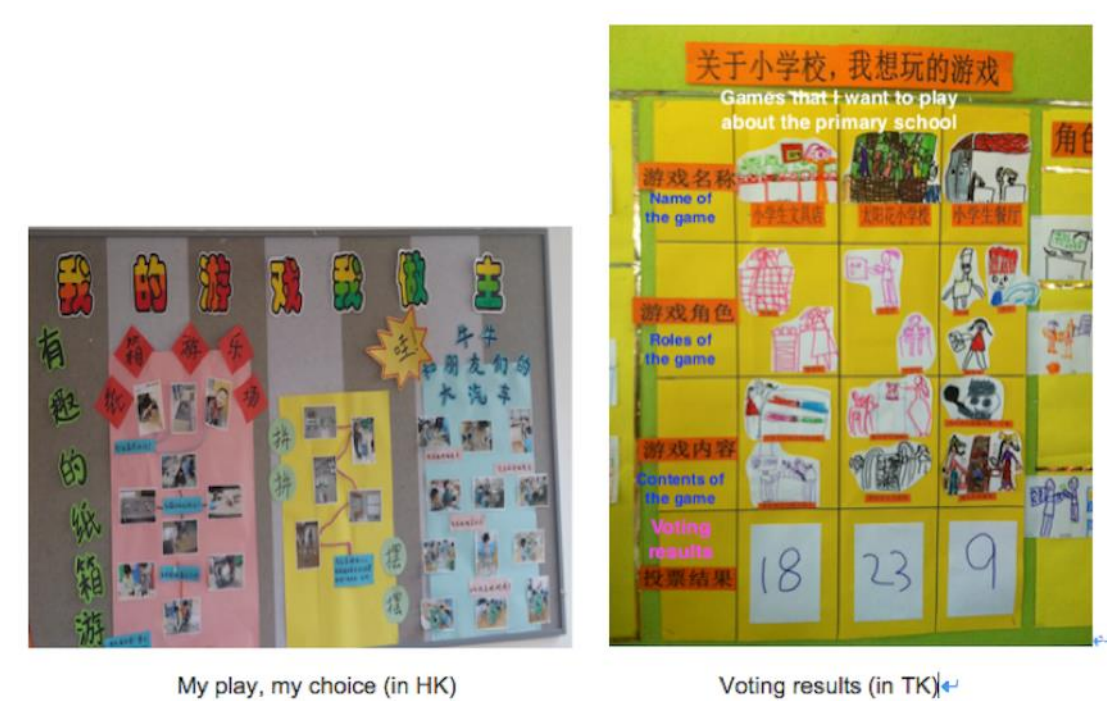 我的游戏我做主
有趣的纸箱游
纸箱游乐场
拼拼
摆摆
哇!
牛牛
和朋友们的
大汽车
My play, my choice (in HK)
关于小学校，我想玩的游戏
Games that I want to play
about the primary school
角色
游戏名称
Name of
the game
小学生文具店
太阳花小学校
小学生餐厅
游戏角色
Roles of
the game
游戏内容
Contents of
the game
Voting
results
投票结果
18
23
9
Voting results (in TK)